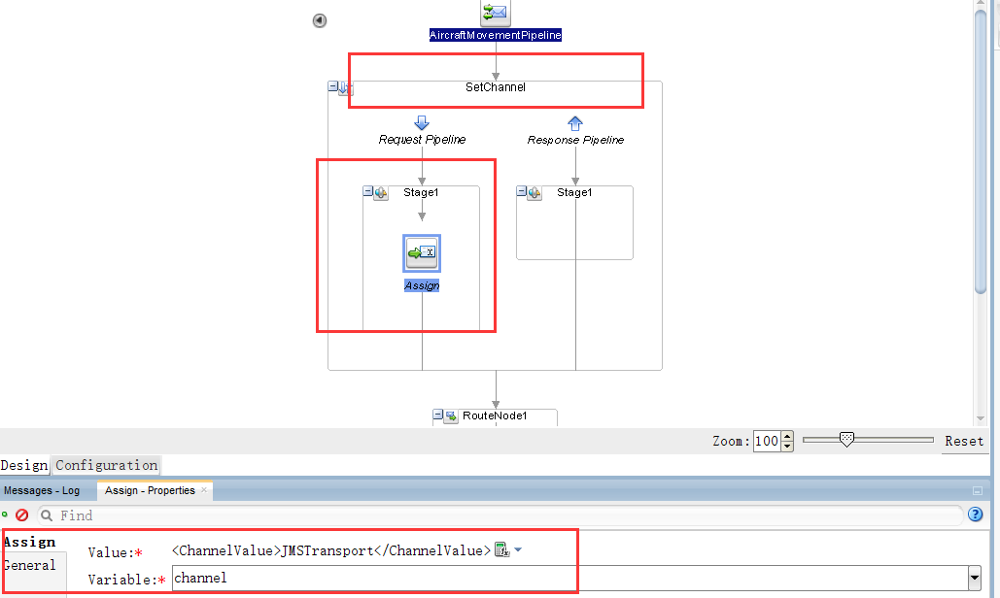 AircraftMovementPipeline
SetChannel
Request Pipeline
Response Pipeline
Stage1
Stage1
Assign
RouteNode1
Zoom: 100 Reset
Design Configuration
Messages - Log Assign - Properties
Find
Assign
General
Value:* <ChannelValue>JMSTransport</ChannelValue>
Variable:* channel